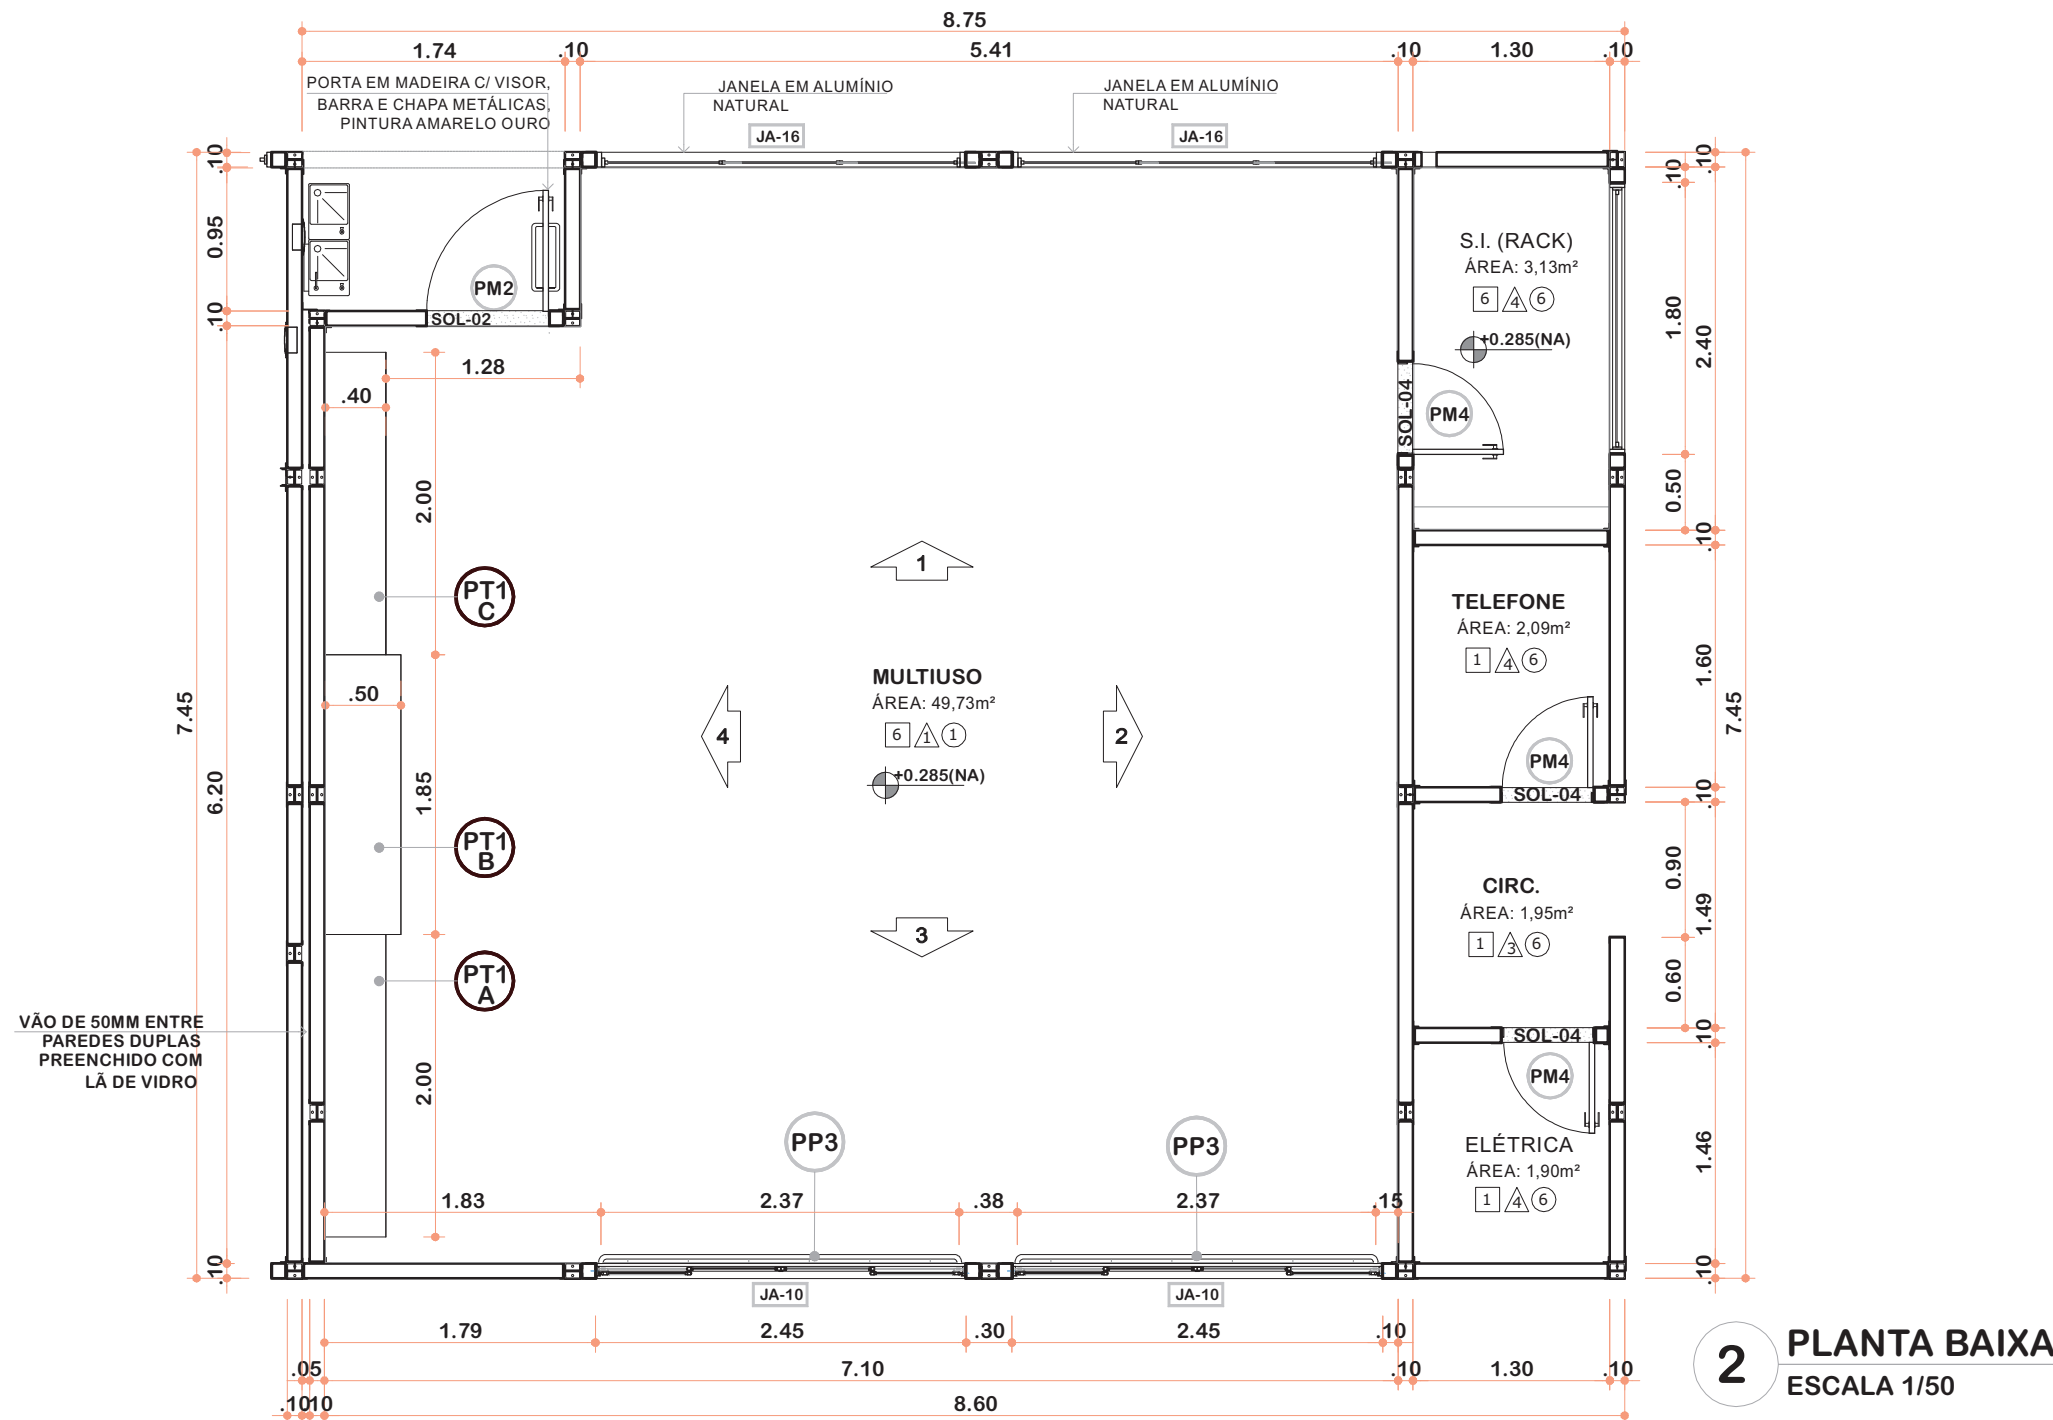 8.75
1.74
.10
5.41
.10
1.30
.10
PORTA EM MADEIRA C/ VISOR,
BARRA E CHAPA METÁLICAS,
PINTURA AMARELO OURO
JANELA EM ALUMÍNIO
NATURAL
JANELA EM ALUMÍNIO
NATURAL
JA-16
JA-16
.10
0.95
.10
7.45
6.20
.10
PM2
SOL-02
1.28
.40
2.00
PT1
C
.50
1.85
PT1
B
PT1
A
2.00
VÃO DE 50MM ENTRE
PAREDES DUPLAS
PREENCHIDO COM
LÃ DE VIDRO
1
2
3
4
MULTIUSO
ÁREA: 49,73m²
6 1 1
+0.285(NA)
S.I. (RACK)
ÁREA: 3,13m²
6 4 6
+0.285(NA)
SOL-04
PM4
TELEFONE
ÁREA: 2,09m²
1 4 6
PM4
SOL-04
CIRC.
ÁREA: 1,95m²
1 3 6
SOL-04
PM4
ELÉTRICA
ÁREA: 1,90m²
1 4 6
.10
.10
1.80
2.40
0.50
.10
1.60
7.45
.10
0.90
1.49
0.60
.10
1.46
.10
PP3
PP3
1.83
2.37
.38
2.37
.15
JA-10
JA-10
1.79
2.45
.30
2.45
.10
.05
7.10
.10
1.30
.10
.10
10
8.60
2
PLANTA BAIXA
ESCALA 1/50